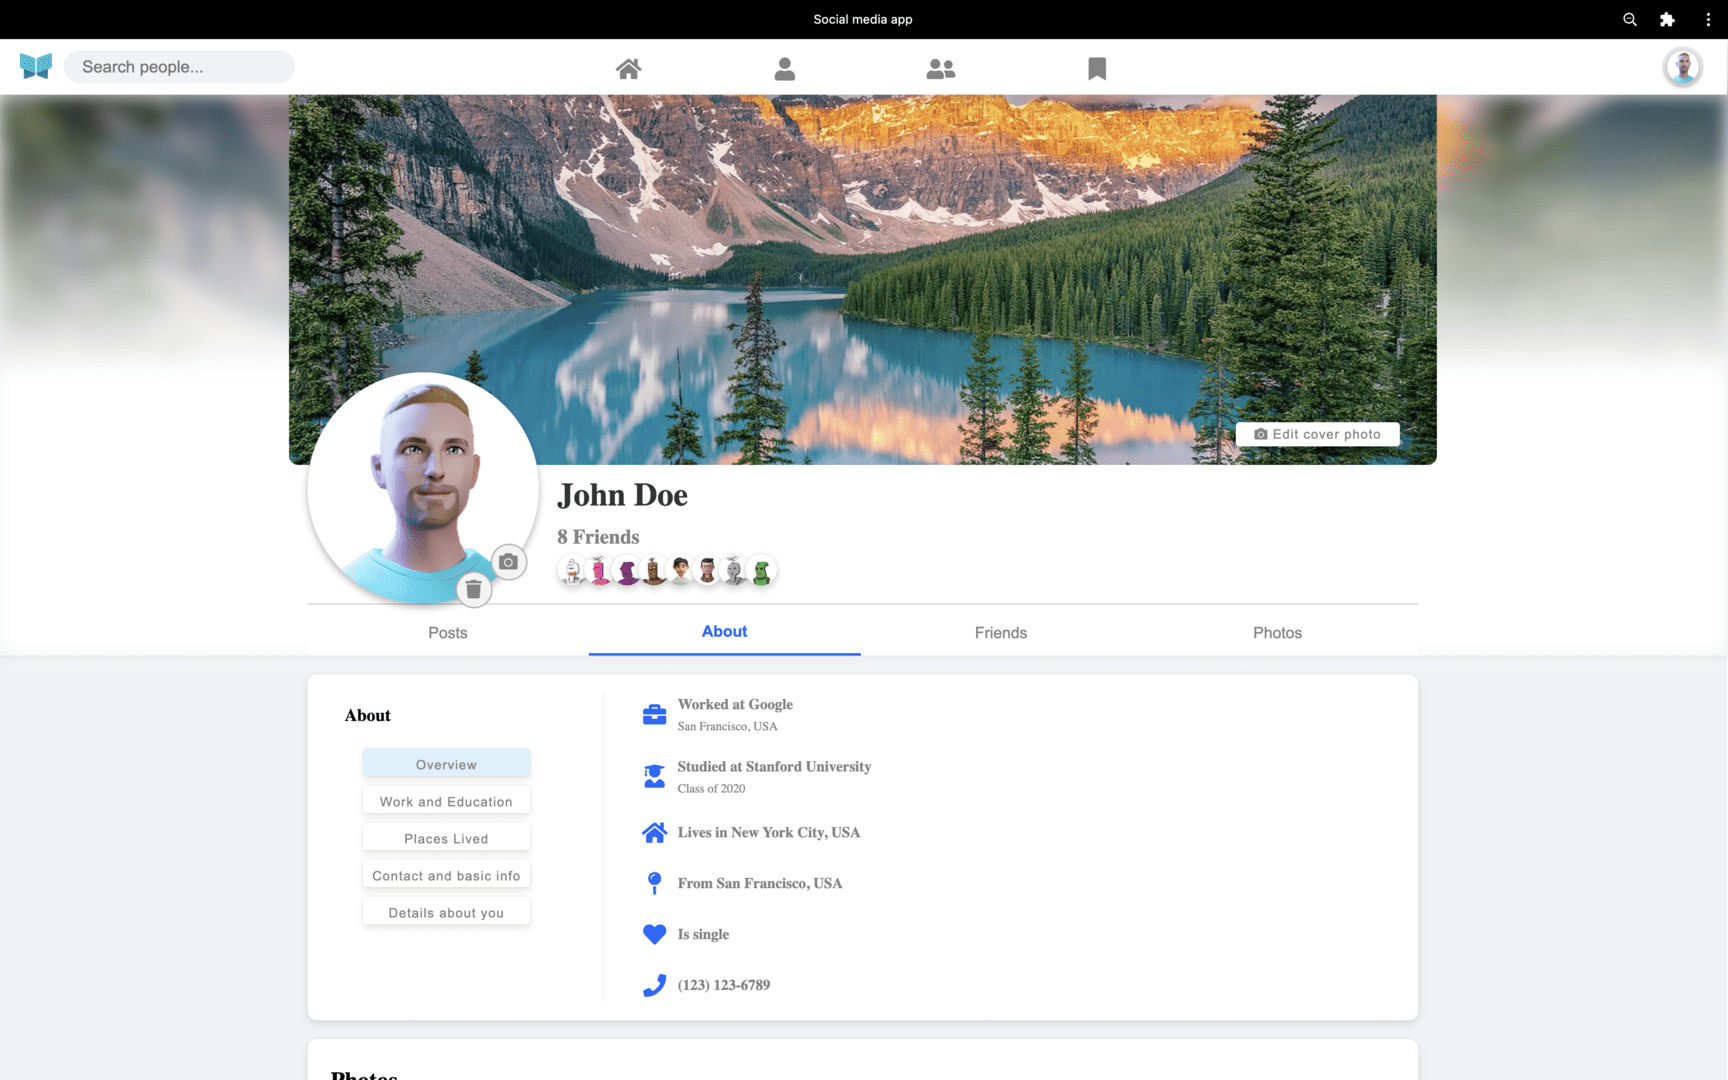 Social media app
Search people...
Edit cover photo
John Doe
8 Friends
Posts
About
Friends
Photos
About
Overview
Work and Education
Places Lived
Contact and basic info
Details about you
Worked at Google
San Francisco, USA
Studied at Stanford University
Class of 2020
Lives in New York City, USA
From San Francisco, USA
Is single
(123) 123-6789
Photos